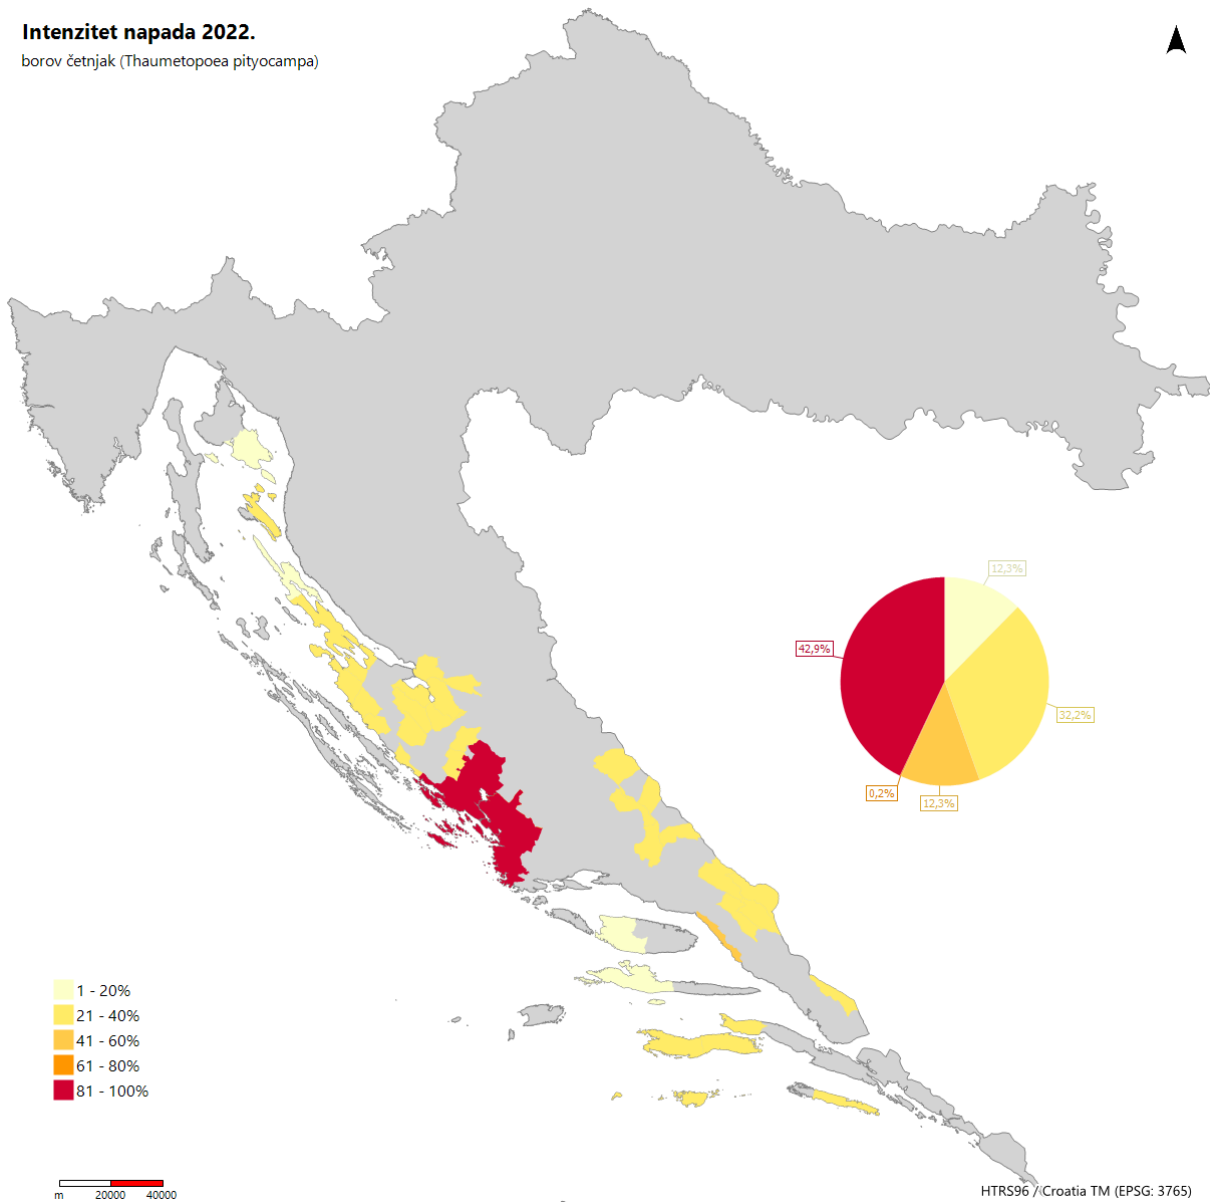 Intenzitet napada 2022.
borov četnjak (Thaumetopoea pityocampa)
12,3%
42,9%
32,2%
0,2%
12,3%
1 - 20%
21 - 40%
41 - 60%
61 - 80%
81 - 100%
m 20000 40000
HTRS96 / Croatia TM (EPSG: 3765)